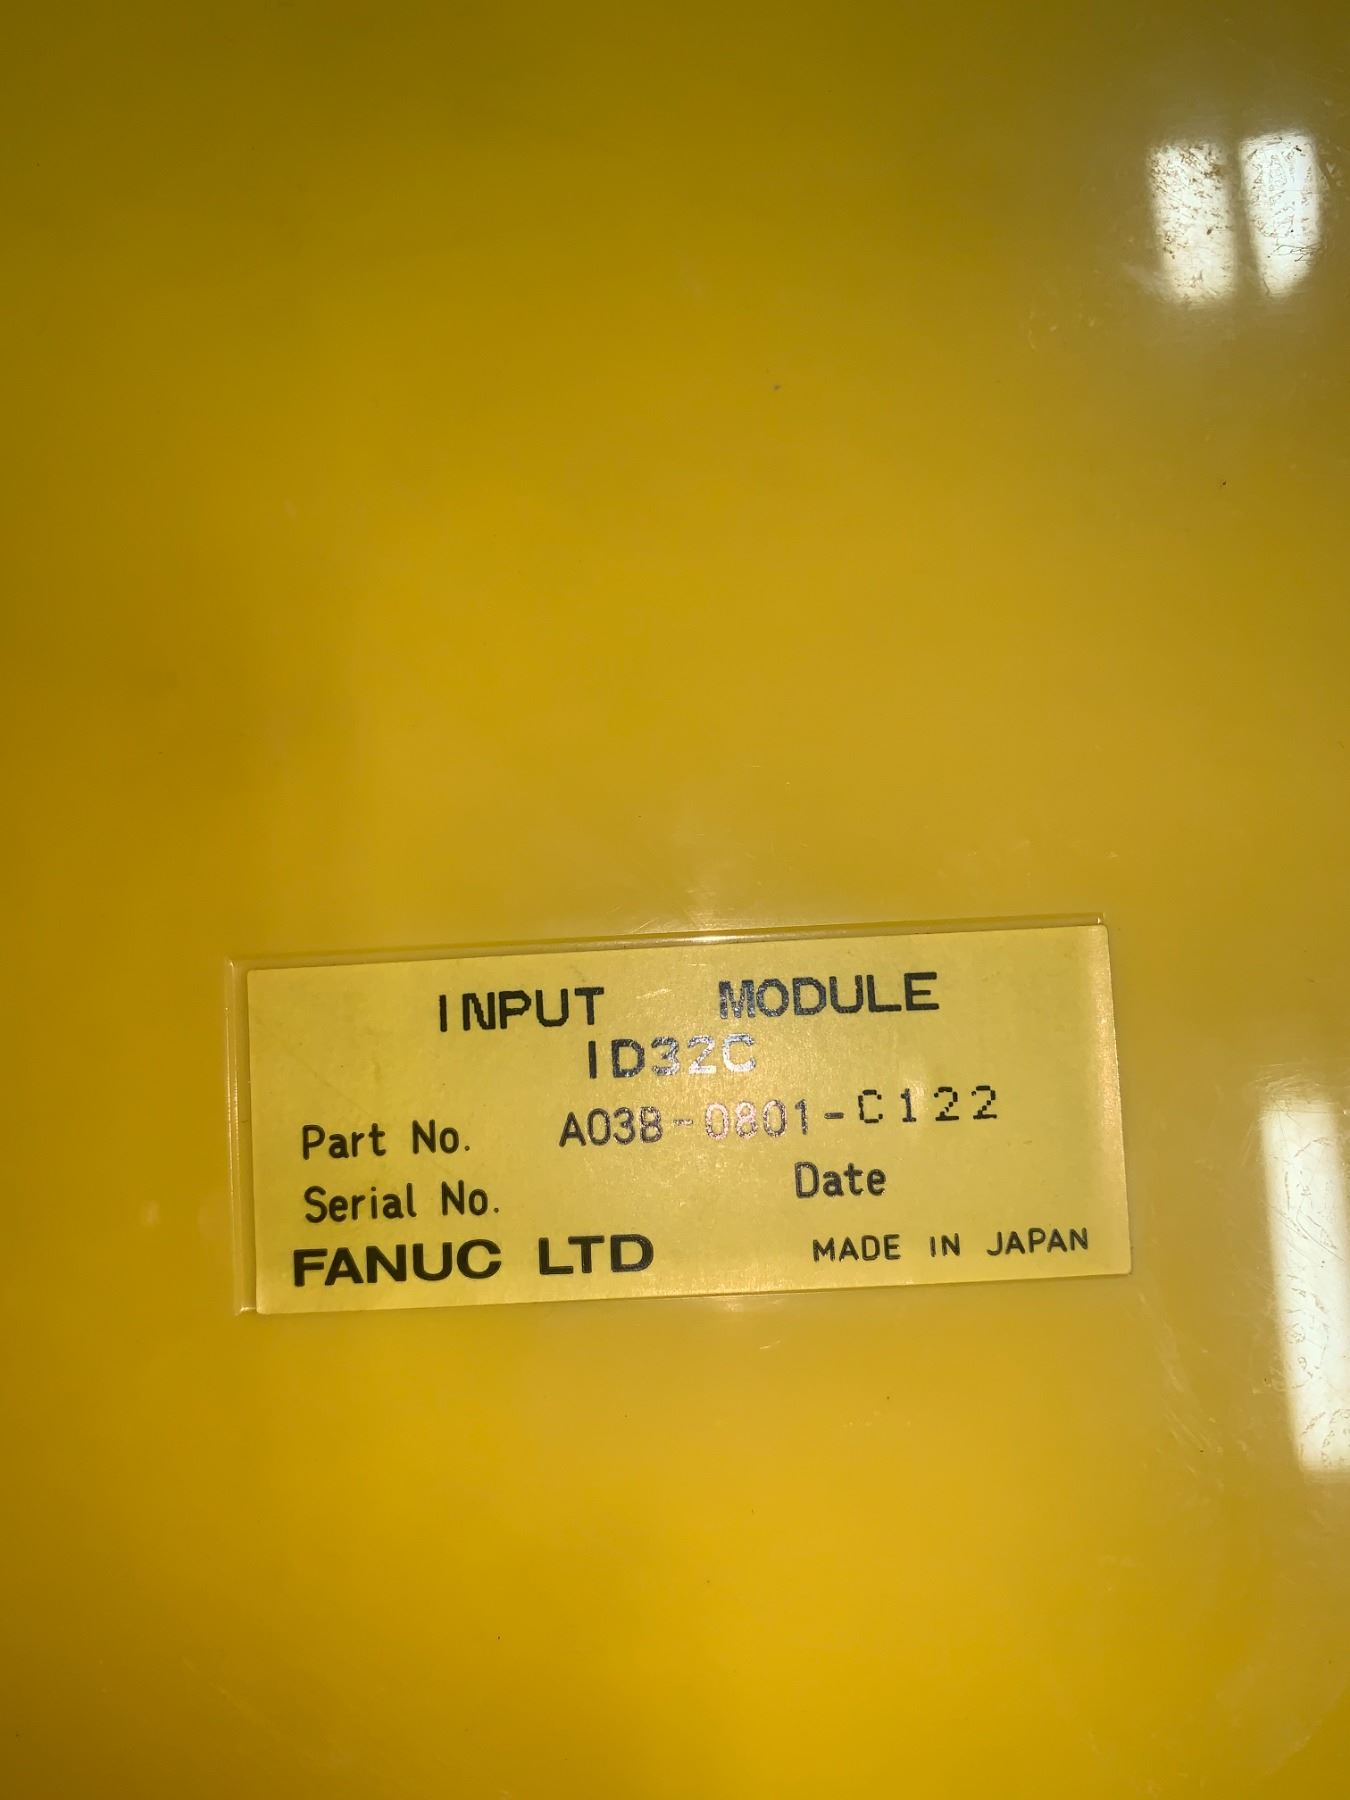 INPUT MODULE
ID32C
Part No. A03B-0801-C122
Serial No. Date
FANUC LTD MADE IN JAPAN